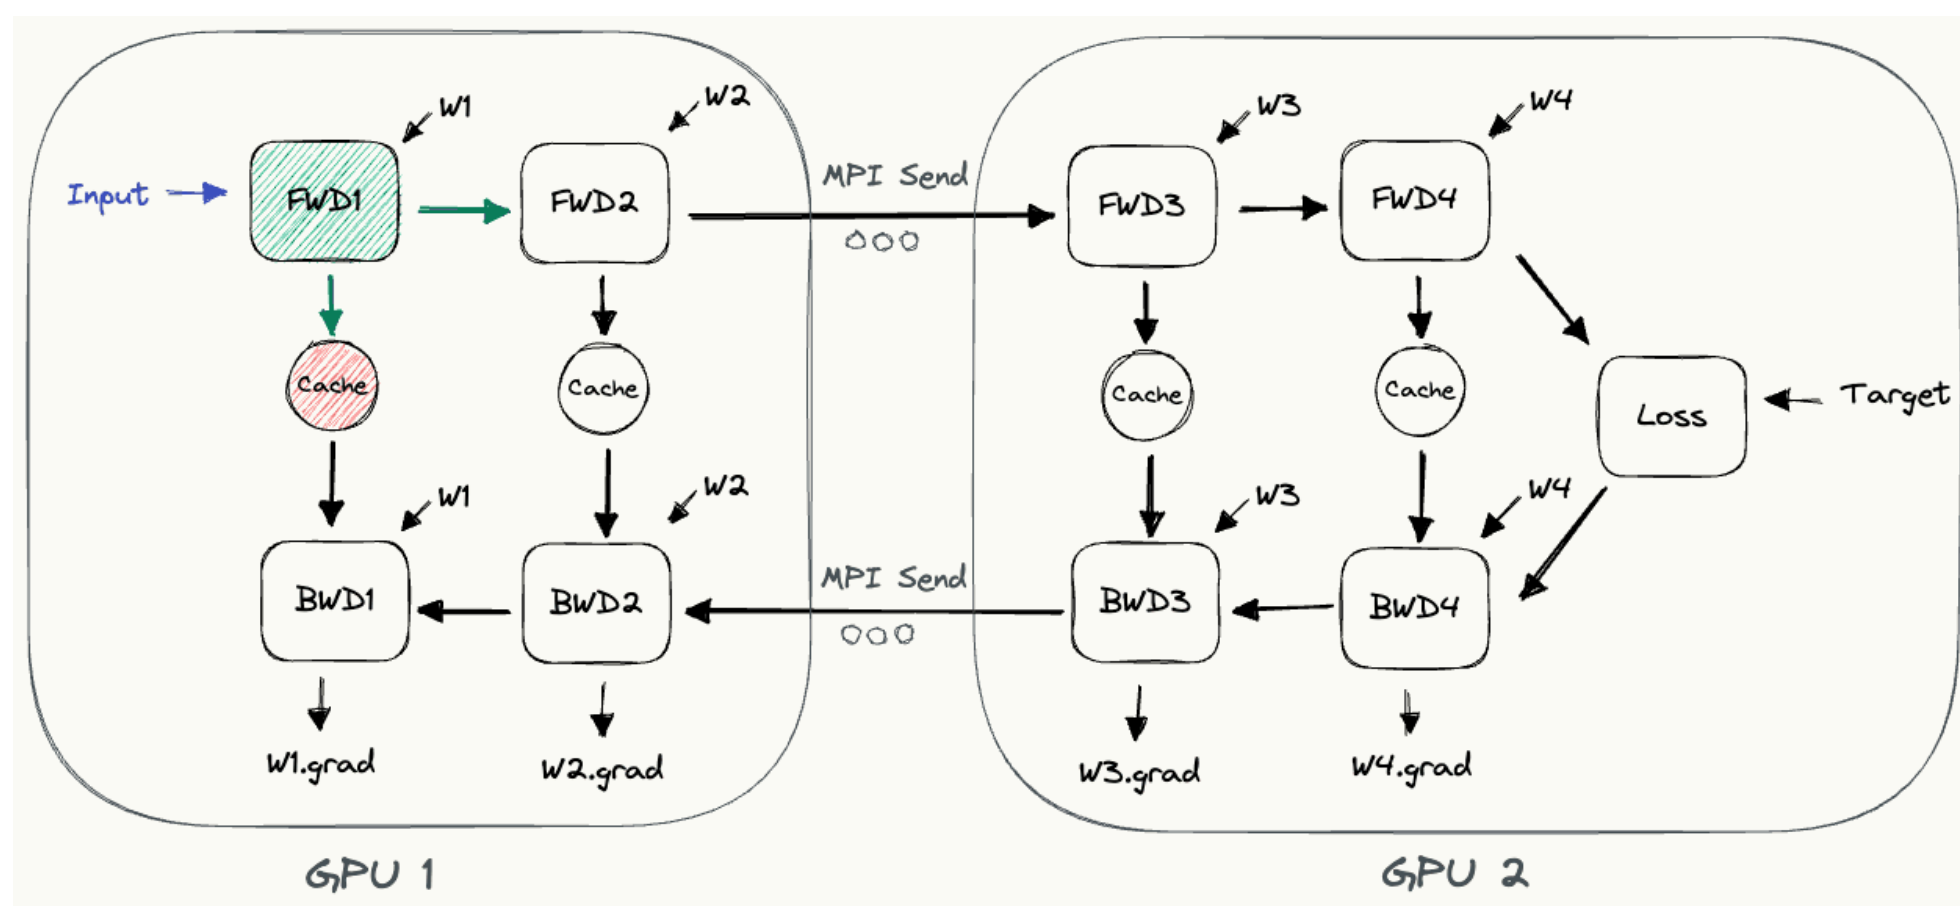 W1
W2
W3
W4
Input
FWD1
FWD2
MPI Send
FWD3
FWD4
Cache
Cache
Cache
Cache
Loss
Target
W1
W2
W3
W4
BWD1
BWD2
MPI Send
BWD3
BWD4
W1.grad
W2.grad
W3.grad
W4.grad
GPU 1
GPU 2